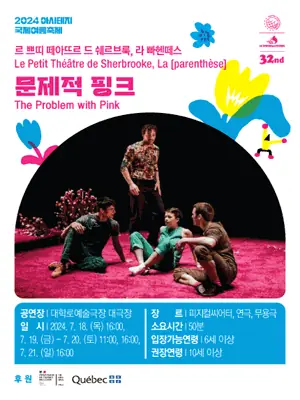 2024 아시테지
국제여름축제
32nd
르 쁘띠 떼아뜨르 드 쉐르브룩, 라 빠헨떼스
Le Petit Théâtre de Sherbrooke, La [parenthèse]
문제적 핑크
The Problem with Pink
공연장 | 대학로예술극장 대극장
일 시 | 2024. 7. 18. (목) 16:00,
7. 19. (금) – 7. 20. (토) 11:00, 16:00,
7. 21. (일) 16:00
장 르 | 피지컬씨어터, 연극, 무용극
소요시간 | 50분
입장가능연령 | 6세 이상
권장연령 | 10세 이상
후 원
Québec